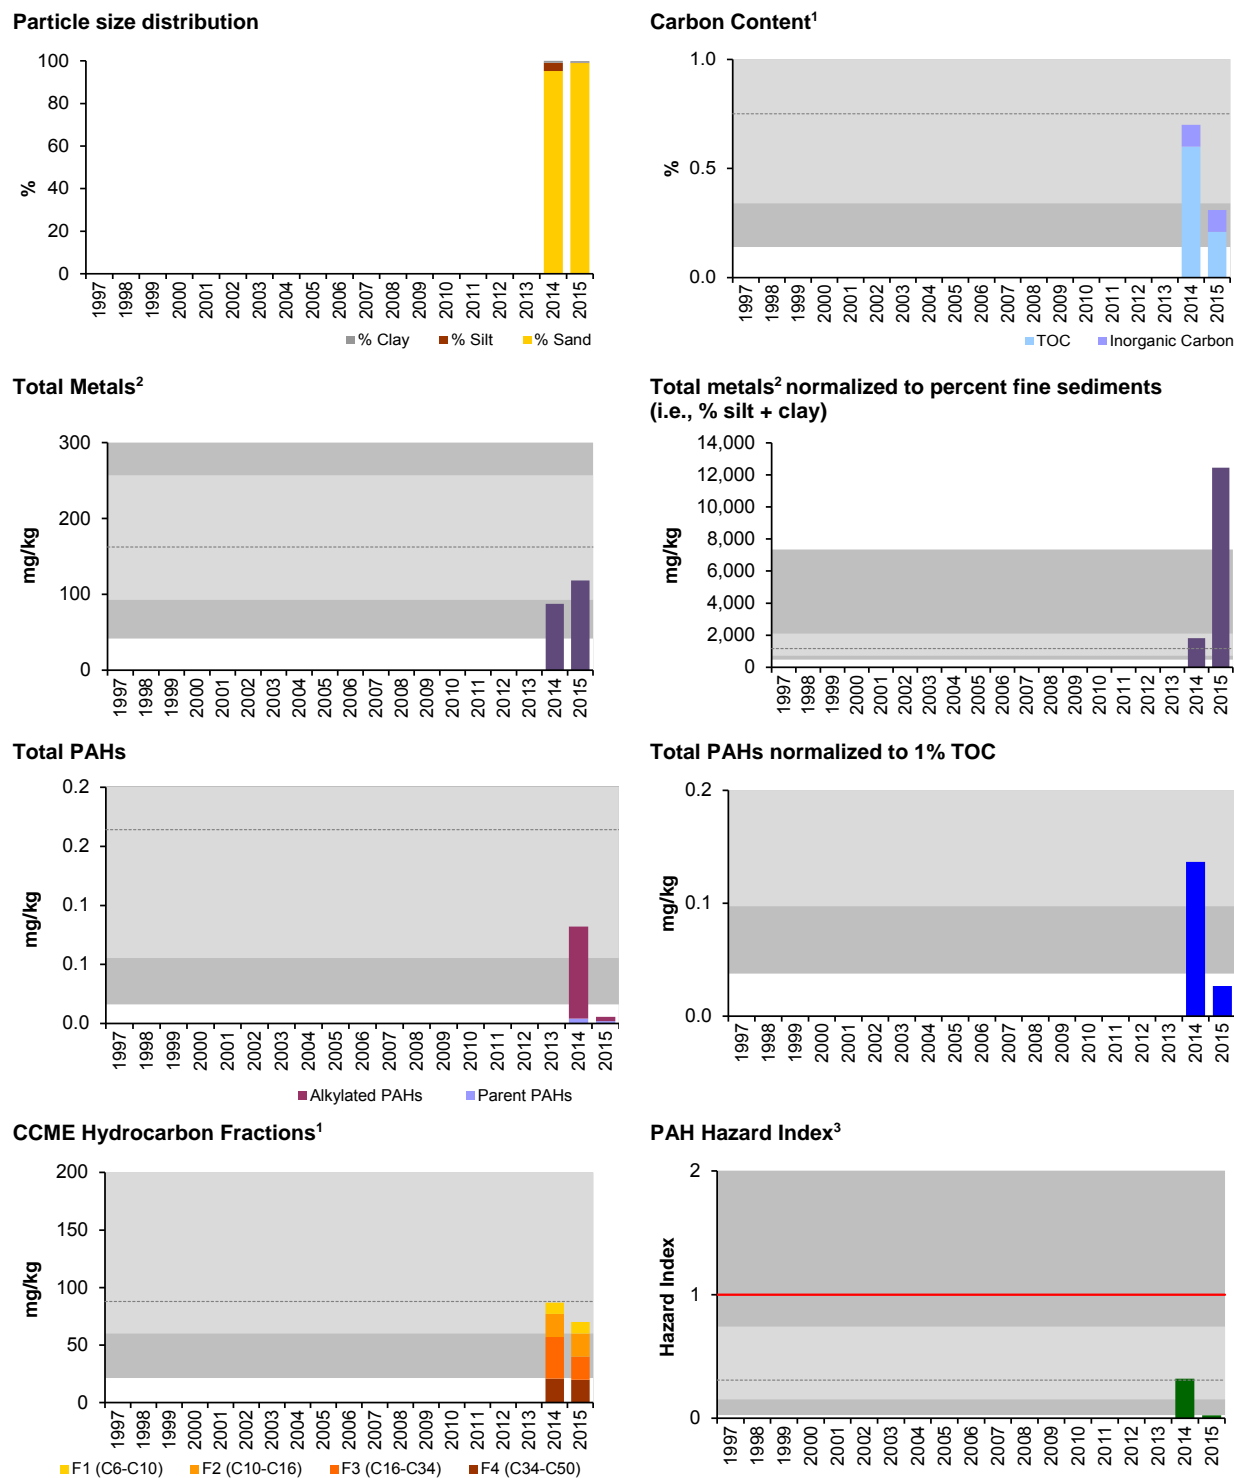 Particle size distribution
100
80
60
40
20
0
%
1997 1998 1999 2000 2001 2002 2003 2004 2005 2006 2007 2008 2009 2010 2011 2012 2013 2014 2015
% Clay % Silt % Sand
Carbon Content1
1.0
0.5
0.0
%
1997 1998 1999 2000 2001 2002 2003 2004 2005 2006 2007 2008 2009 2010 2011 2012 2013 2014 2015
TOC Inorganic Carbon
Total Metals2
300
200
100
0
mg/kg
1997 1998 1999 2000 2001 2002 2003 2004 2005 2006 2007 2008 2009 2010 2011 2012 2013 2014 2015
Total metals2 normalized to percent fine sediments
(i.e., % silt + clay)
14,000
12,000
10,000
8,000
6,000
4,000
2,000
0
mg/kg
1997 1998 1999 2000 2001 2002 2003 2004 2005 2006 2007 2008 2009 2010 2011 2012 2013 2014 2015
Total PAHs
0.2
0.2
0.1
0.1
0.0
mg/kg
1997 1998 1999 2000 2001 2002 2003 2004 2005 2006 2007 2008 2009 2010 2011 2012 2013 2014 2015
Alkylated PAHs Parent PAHs
Total PAHs normalized to 1% TOC
0.2
0.1
0.0
mg/kg
1997 1998 1999 2000 2001 2002 2003 2004 2005 2006 2007 2008 2009 2010 2011 2012 2013 2014 2015
CCME Hydrocarbon Fractions1
200
150
100
50
0
mg/kg
1997 1998 1999 2000 2001 2002 2003 2004 2005 2006 2007 2008 2009 2010 2011 2012 2013 2014 2015
F1 (C6-C10) F2 (C10-C16) F3 (C16-C34) F4 (C34-C50)
PAH Hazard Index3
2
1
0
Hazard Index
1997 1998 1999 2000 2001 2002 2003 2004 2005 2006 2007 2008 2009 2010 2011 2012 2013 2014 2015